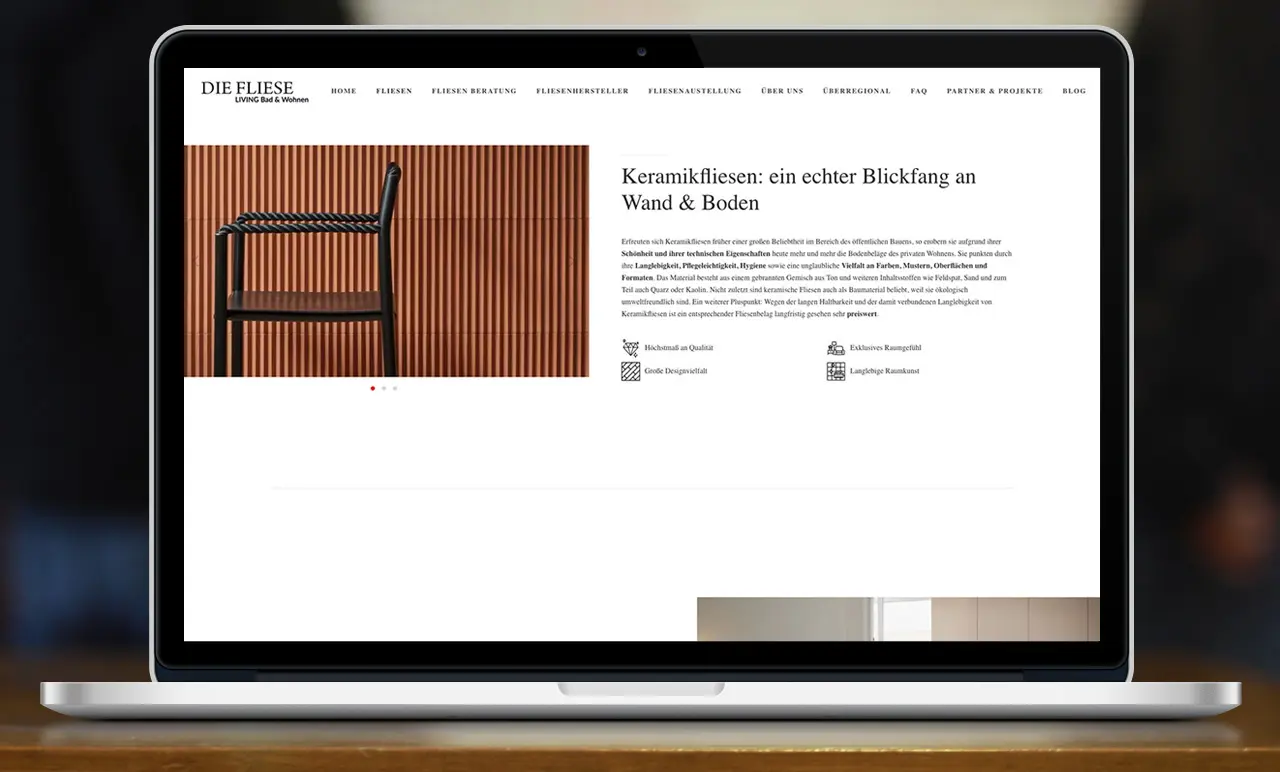 DIE FLIESE
LIVING Bad & Wohnen
HOME FLIESEN FLIESEN BERATUNG FLIESENHERSTELLER FLIESENAUSTELLUNG ÜBER UNS ÜBERREGIONAL FAQ PARTNER & PROJEKTE BLOG
Keramikfliesen: ein echter Blickfang an
Wand & Boden
Erfreuten sich Keramikfliesen früher einer großen Beliebtheit im Bereich des öffentlichen Bauens, so erobern sie aufgrund ihrer
Schönheit und ihrer technischen Eigenschaften heute mehr und mehr die Bodenbeläge des privaten Wohnens. Sie punkten durch
ihre Langlebigkeit, Pflegeleichtigkeit, Hygiene sowie eine unglaubliche Vielfalt an Farben, Mustern, Oberflächen und
Formaten. Das Material besteht aus einem gebrannten Gemisch aus Ton und weiteren Inhaltsstoffen wie Feldspat, Sand und zum
Teil auch Quarz oder Kaolin. Nicht zuletzt sind keramische Fliesen auch als Baumaterial beliebt, weil sie ökologisch
umweltfreundlich sind. Ein weiterer Pluspunkt: Wegen der langen Haltbarkeit und der damit verbundenen Langlebigkeit von
Keramikfliesen ist ein entsprechender Fliesenbelag langfristig gesehen sehr preiswert.
Höchstmaß an Qualität
Exklusives Raumgefühl
Große Designvielfalt
Langlebige Raumkunst